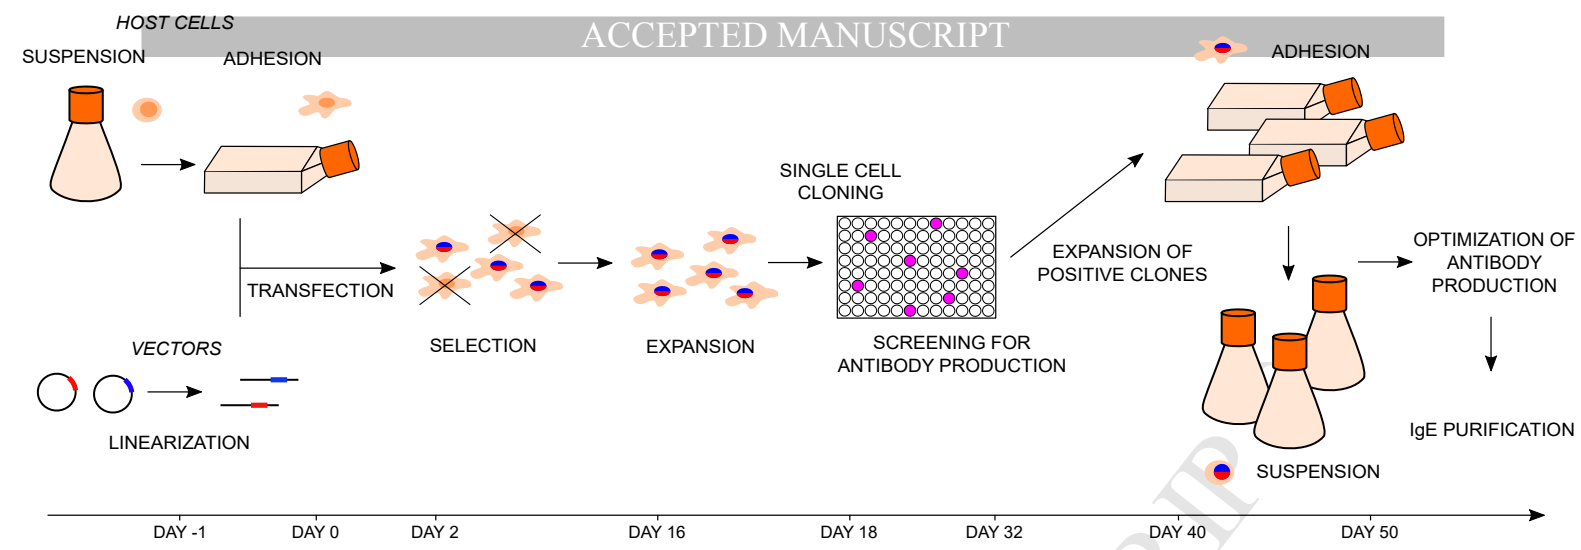 ACCEPTED MANUSCRIPT
HOST CELLS
SUSPENSION
ADHESION
TRANSFECTION
VECTORS
LINEARIZATION
SELECTION
EXPANSION
SINGLE CELL
CLONING
SCREENING FOR
ANTIBODY PRODUCTION
EXPANSION OF
POSITIVE CLONES
ADHESION
SUSPENSION
OPTIMIZATION OF
ANTIBODY
PRODUCTION
IgE PURIFICATION
DAY -1
DAY 0
DAY 2
DAY 16
DAY 18
DAY 32
DAY 40
DAY 50